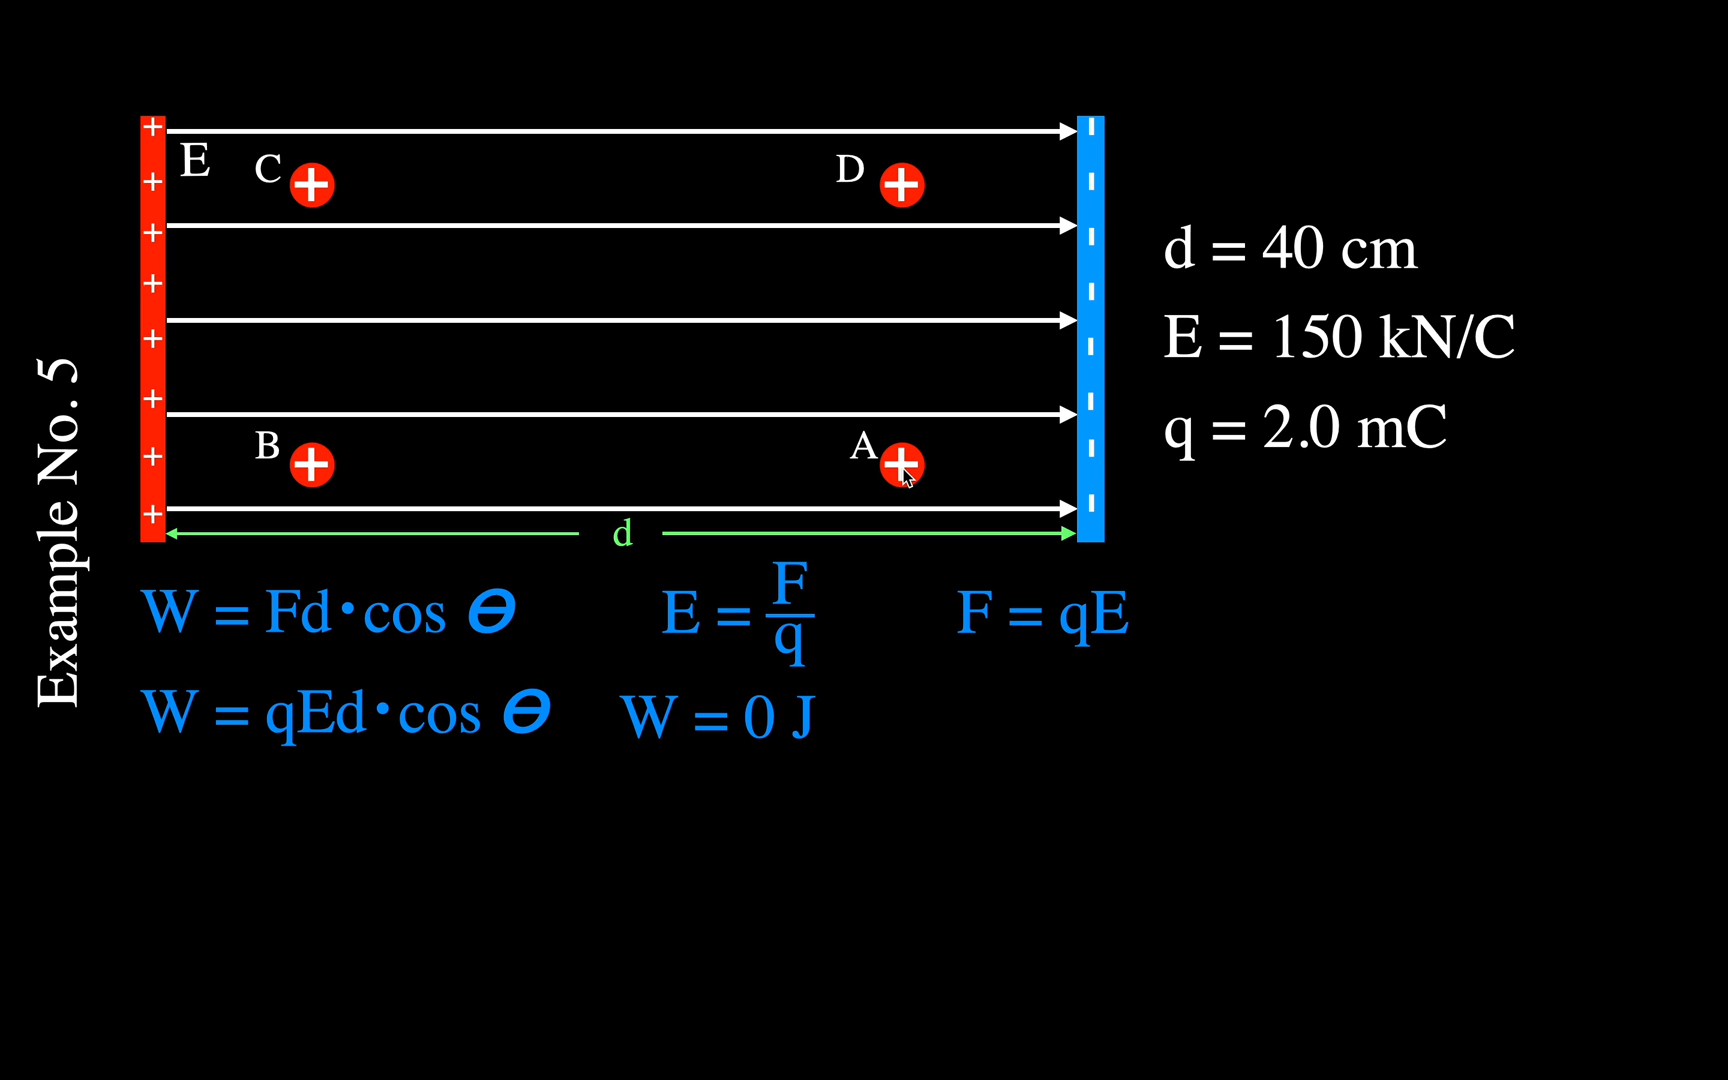 Example No. 5
E
C
D
B
A
d
d = 40 cm
E = 150 kN/C
q = 2.0 mC
W = Fd·cos Θ
E = F/q
F = qE
W = qEd·cos Θ
W = 0 J